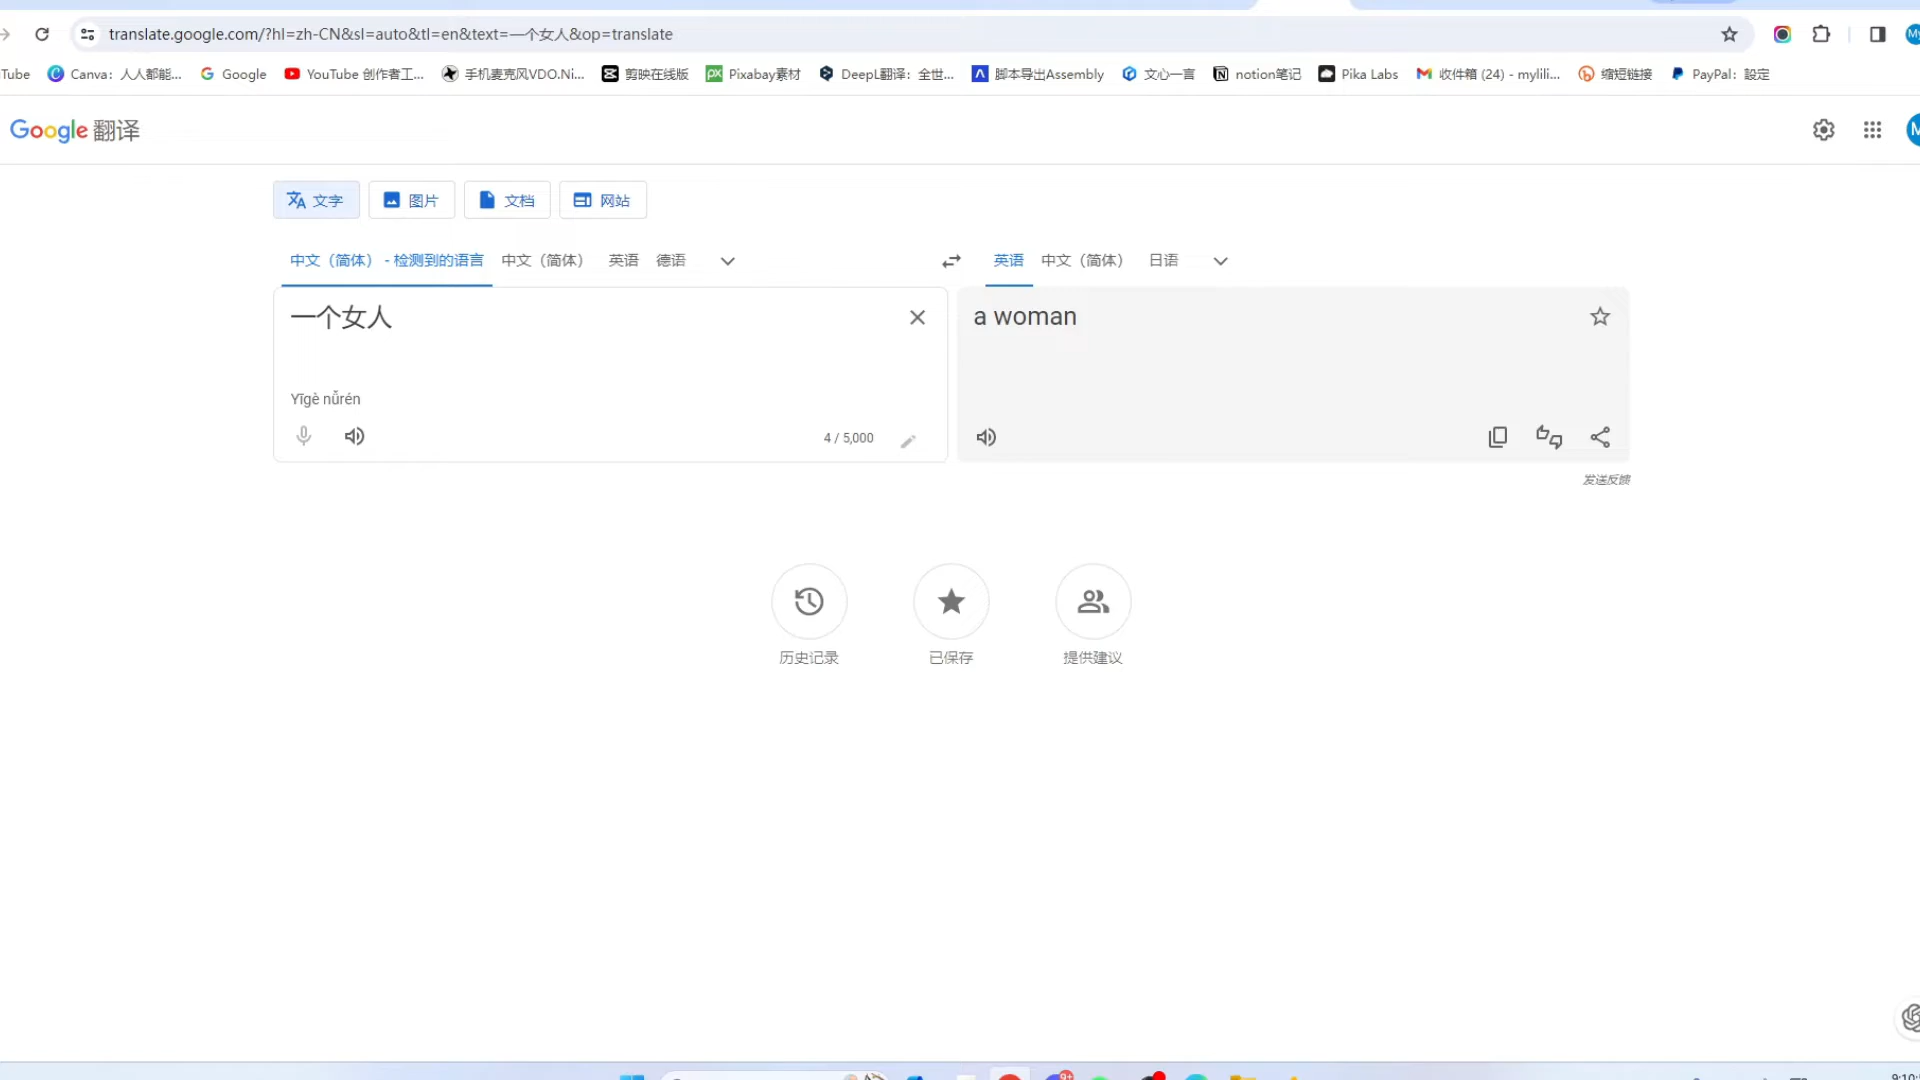 translate.google.com/?hl=zh-CN&sl=auto&tl=en&text=一个女人&op=translate
Tube
Canva：人人都能...
Google
YouTube 创作者工...
手机麦克风VDO.Ni...
剪映在线版
Pixabay素材
DeepL翻译：全世...
脚本导出Assembly
文心一言
notion笔记
Pika Labs
收件箱 (24) - mylili...
缩短链接
PayPal：設定
Google 翻译
文字
图片
文档
网站
中文（简体） - 检测到的语言
中文（简体）
英语
德语
英语
中文（简体）
日语
一个女人
a woman
Yīgè nǚrén
4 / 5,000
发送反馈
历史记录
已保存
提供建议